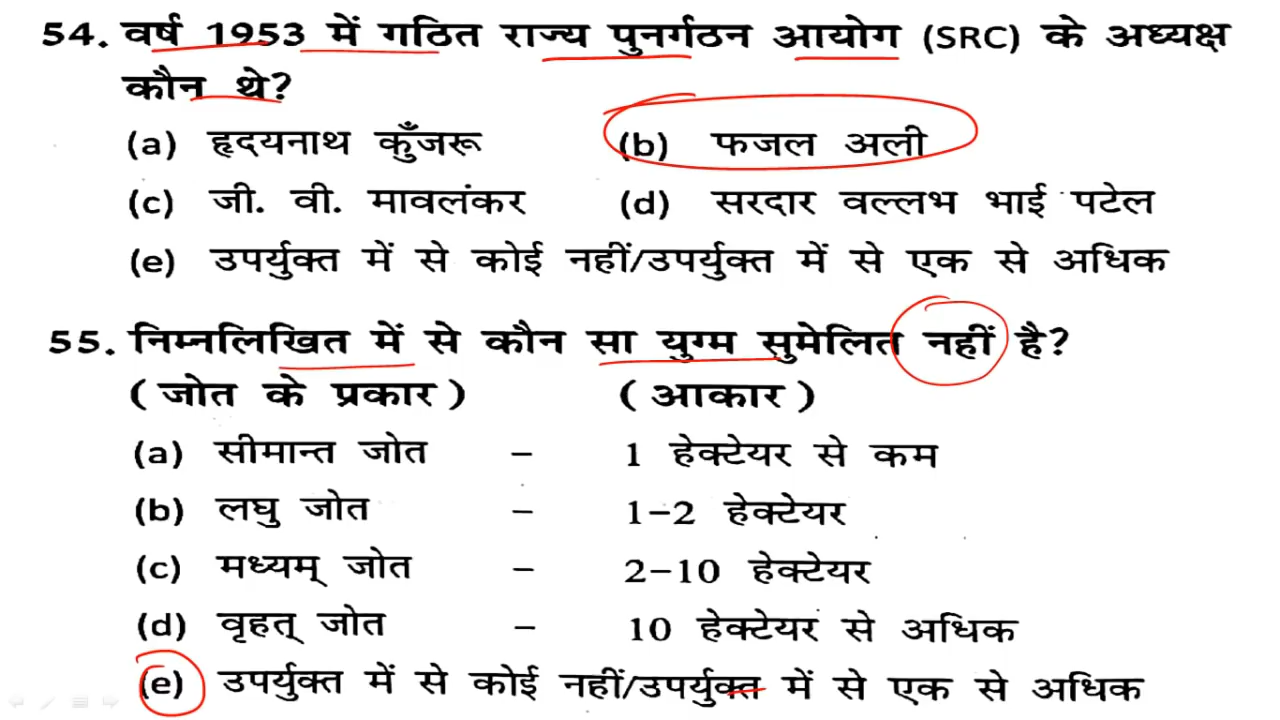 54. वर्ष 1953 में गठित राज्य पुनर्गठन आयोग (SRC) के अध्यक्ष
कौन थे?
(a) हृदयनाथ कुँजरू (b) फजल अली
(c) जी. वी. मावलंकर (d) सरदार वल्लभ भाई पटेल
(e) उपर्युक्त में से कोई नहीं/उपर्युक्त में से एक से अधिक
55. निम्नलिखित में से कौन सा युग्म सुमेलित नहीं है?
(जोत के प्रकार) (आकार)
(a) सीमान्त जोत – 1 हेक्टेयर से कम
(b) लघु जोत – 1–2 हेक्टेयर
(c) मध्यम् जोत – 2–10 हेक्टेयर
(d) वृहत् जोत – 10 हेक्टेयर से अधिक
(e) उपर्युक्त में से कोई नहीं/उपर्युक्त में से एक से अधिक